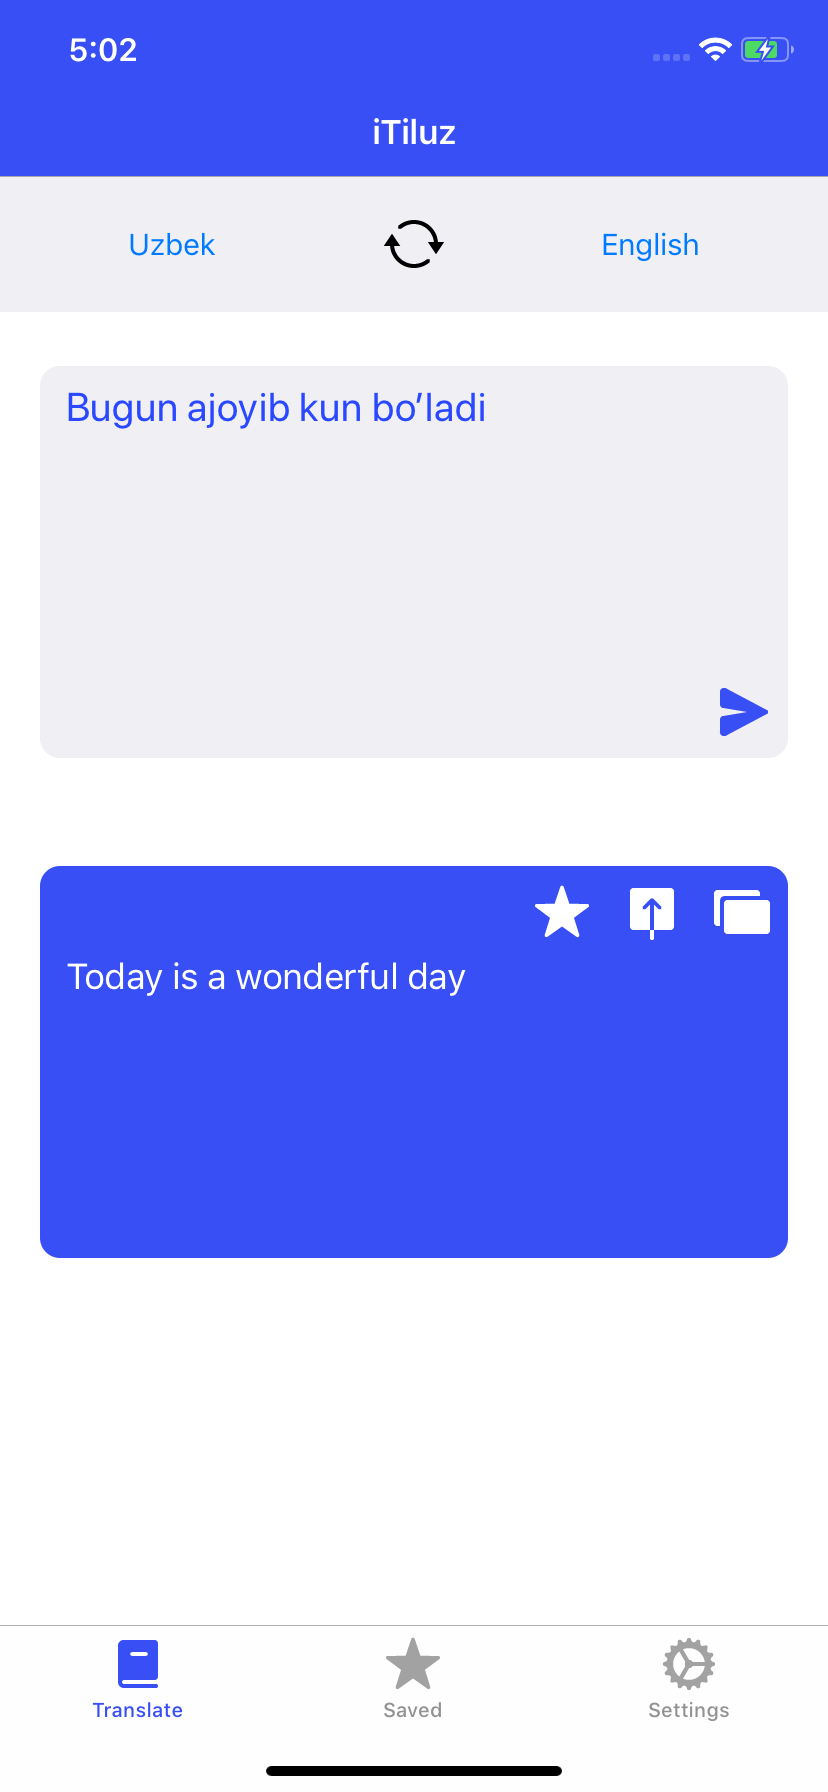 5:02
iTiluz
Uzbek
English
Bugun ajoyib kun bo’ladi
Today is a wonderful day
Translate
Saved
Settings